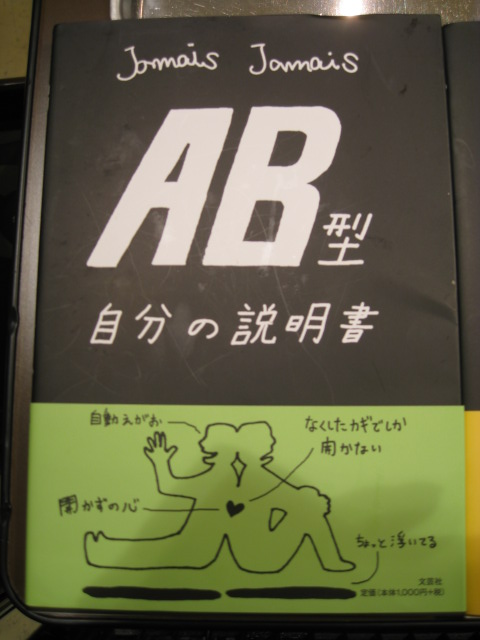 Jamais Jamais
AB型
自分の説明書
自動えがお
なくしたカギでしか
開かない
開かずの心
ちょっと浮いてる
文芸社
定価(本体1,000円+税)